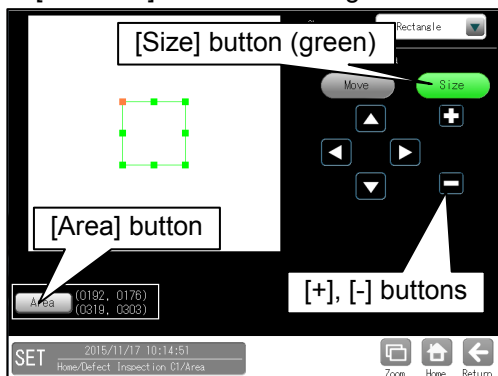 Rectangle
[Size] button (green)
Move
Size
[Area] button
[+], [-] buttons
Area
(0192, 0176)
(0319, 0303)
SET
2015/11/17 10:14:51
Home/Defect Inspection C1/Area
Zoom
Home
Return